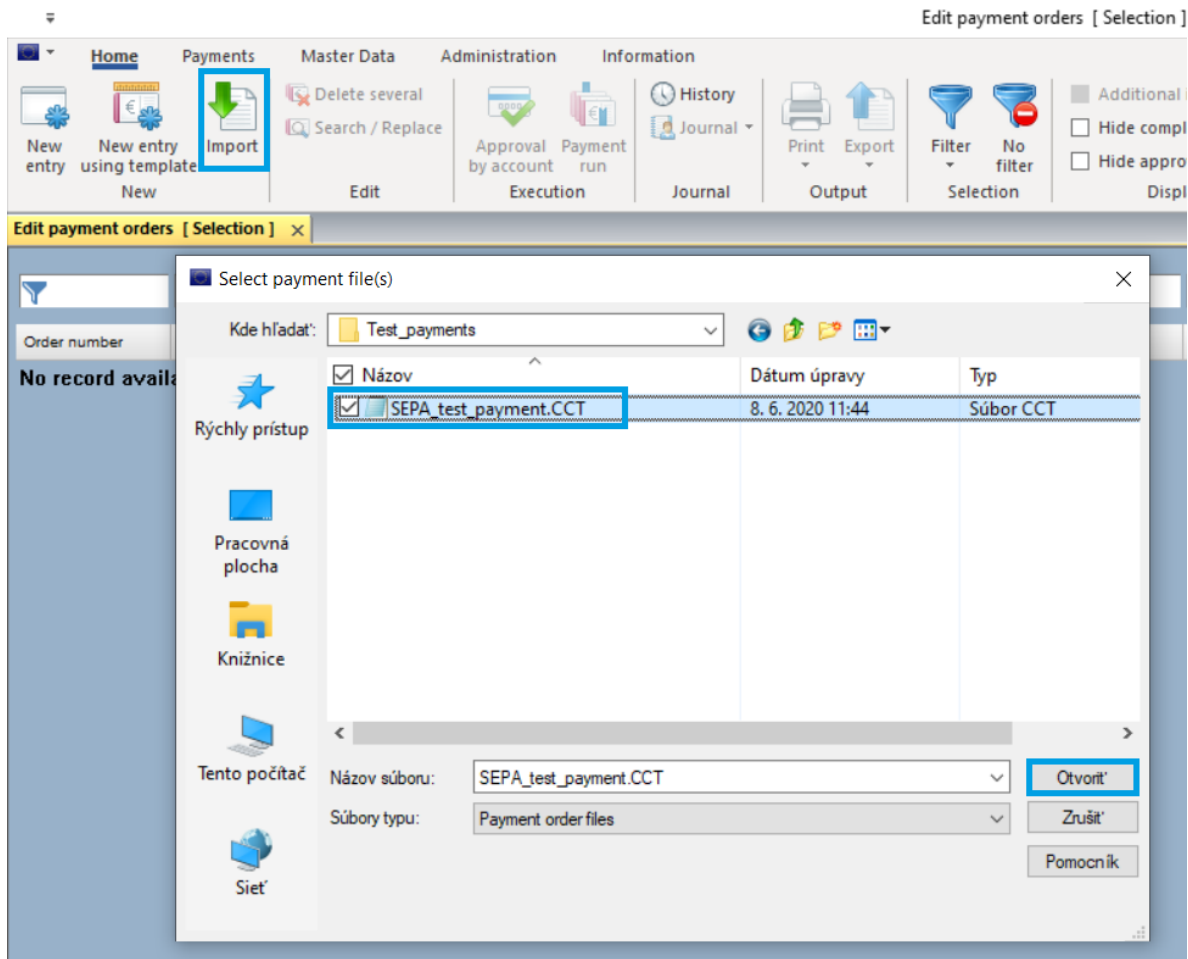 Edit payment orders [ Selection ]
Home Payments Master Data Administration Information
New entry
New entry using template
Import
New
Delete several
Search / Replace
Edit
Approval by account
Payment run
Execution
History
Journal
Journal
Print
Export
Output
Filter
No filter
Selection
Additional
Hide compl
Hide appro
Displ
Edit payment orders [ Selection ]
Order number
No record availa
Select payment file(s)
Kde hľadať: Test_payments
Názov Dátum úpravy Typ
SEPA_test_payment.CCT 8. 6. 2020 11:44 Súbor CCT
Rýchly prístup
Pracovná
plocha
Knižnice
Tento počítač
Sieť
Názov súboru: SEPA_test_payment.CCT Otvoriť
Súbory typu: Payment order files Zrušiť
Pomocník